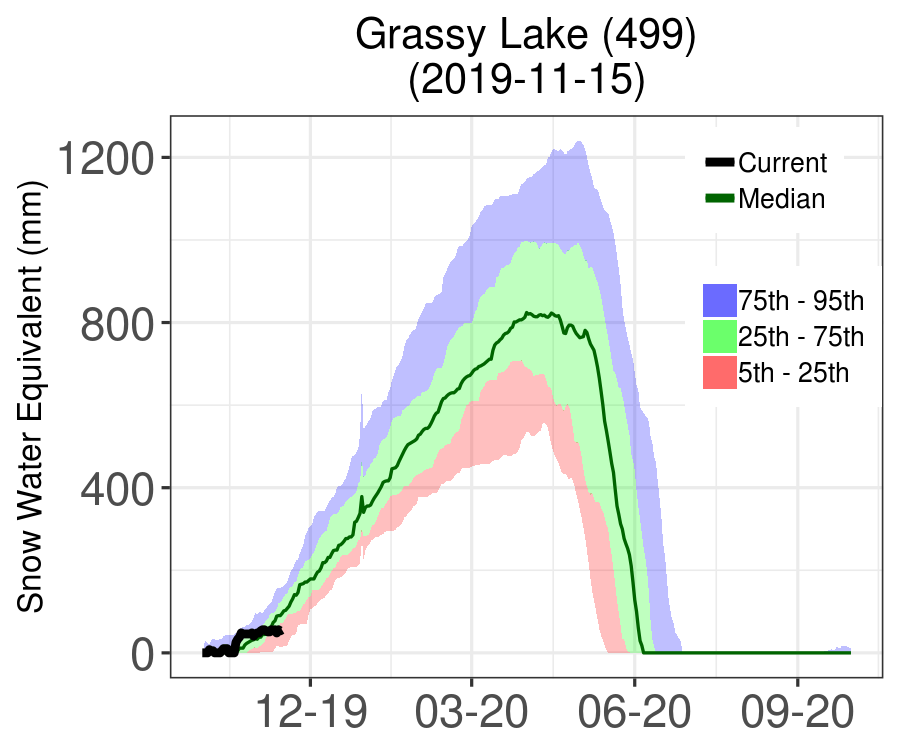 Grassy Lake (499)
(2019-11-15)
Snow Water Equivalent (mm)
1200
800
400
0
Current
Median
75th - 95th
25th - 75th
5th - 25th
12-19
03-20
06-20
09-20